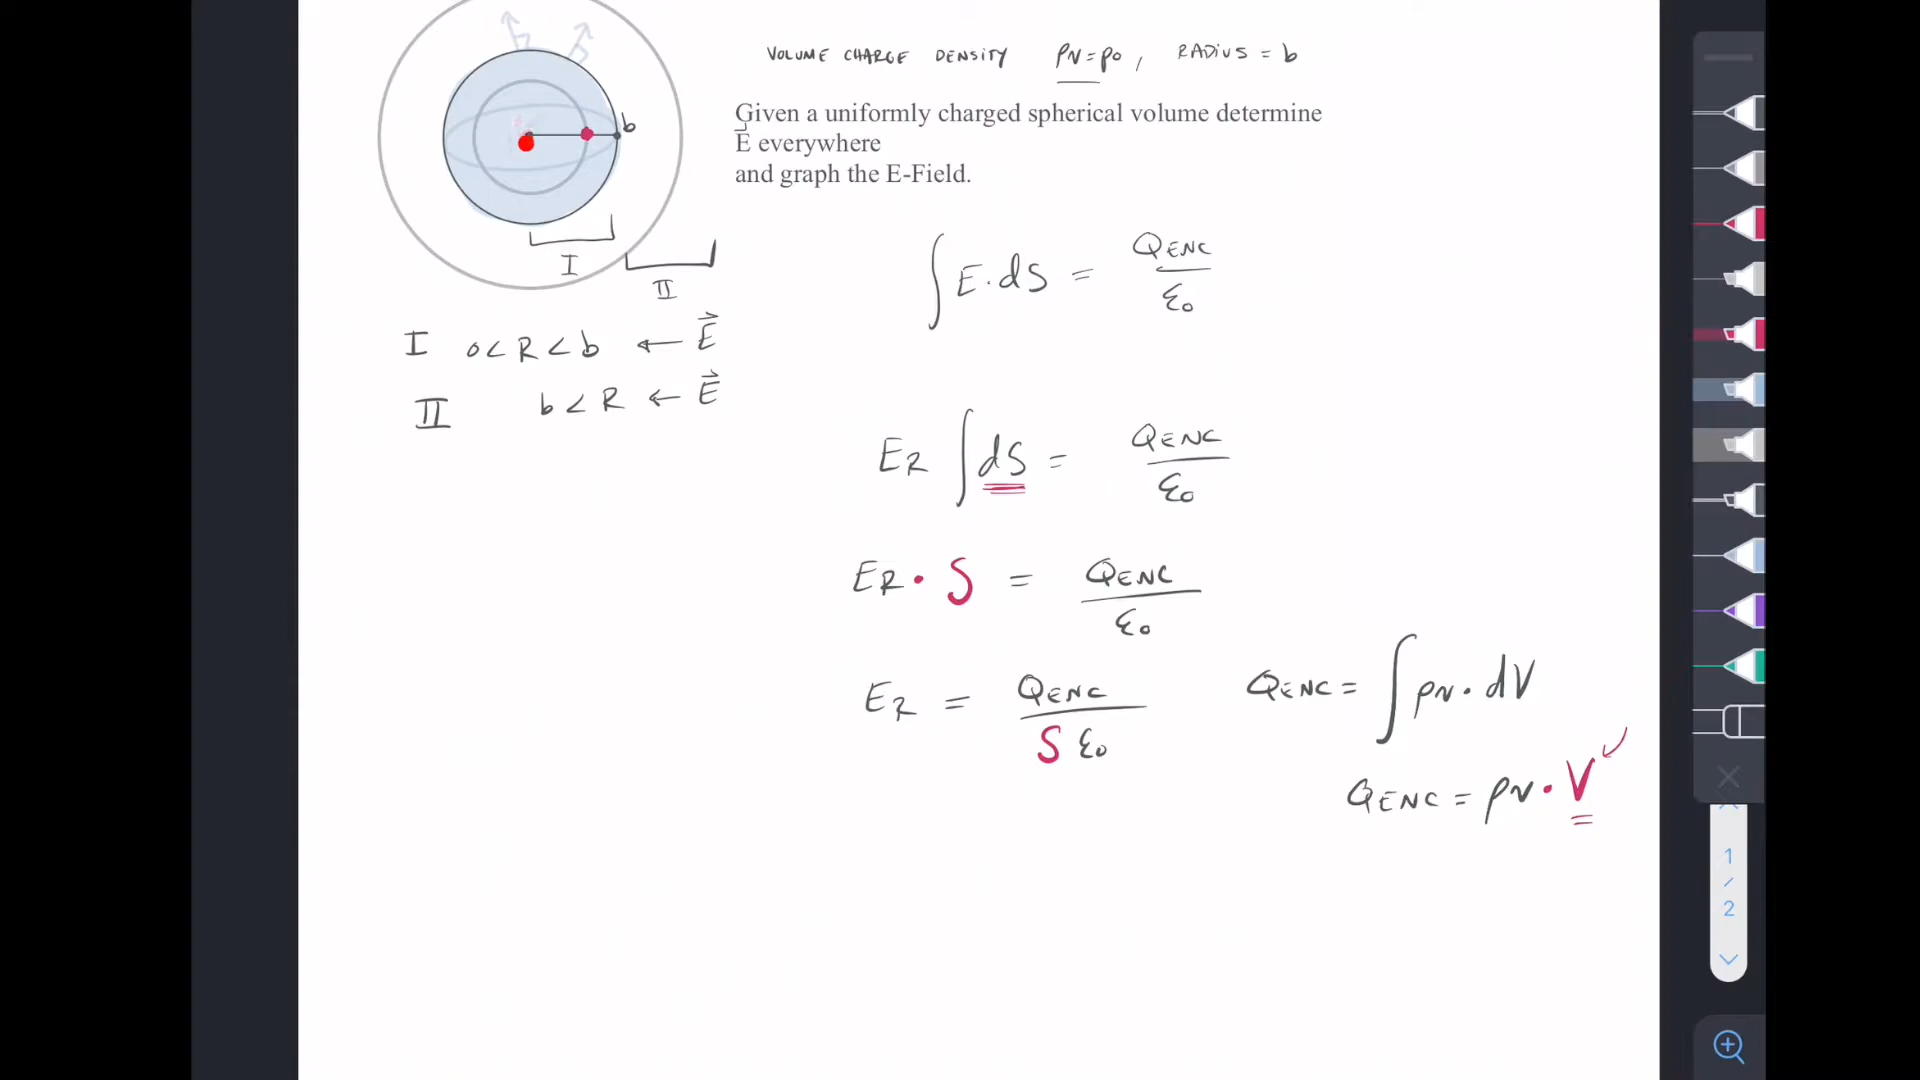 VOLUME CHARGE DENSITY ρv = ρ0, RADIUS = b
Given a uniformly charged spherical volume determine
E⃗ everywhere
and graph the E-Field.
b
I
II
∫ E · dS = QENC / ε0
I 0 < R < b ← E⃗
II b < R ← E⃗
ER ∫ dS = QENC / ε0
ER · S = QENC / ε0
ER = QENC / S ε0
QENC = ∫ ρv · dV
QENC = ρv · V
1
/
2